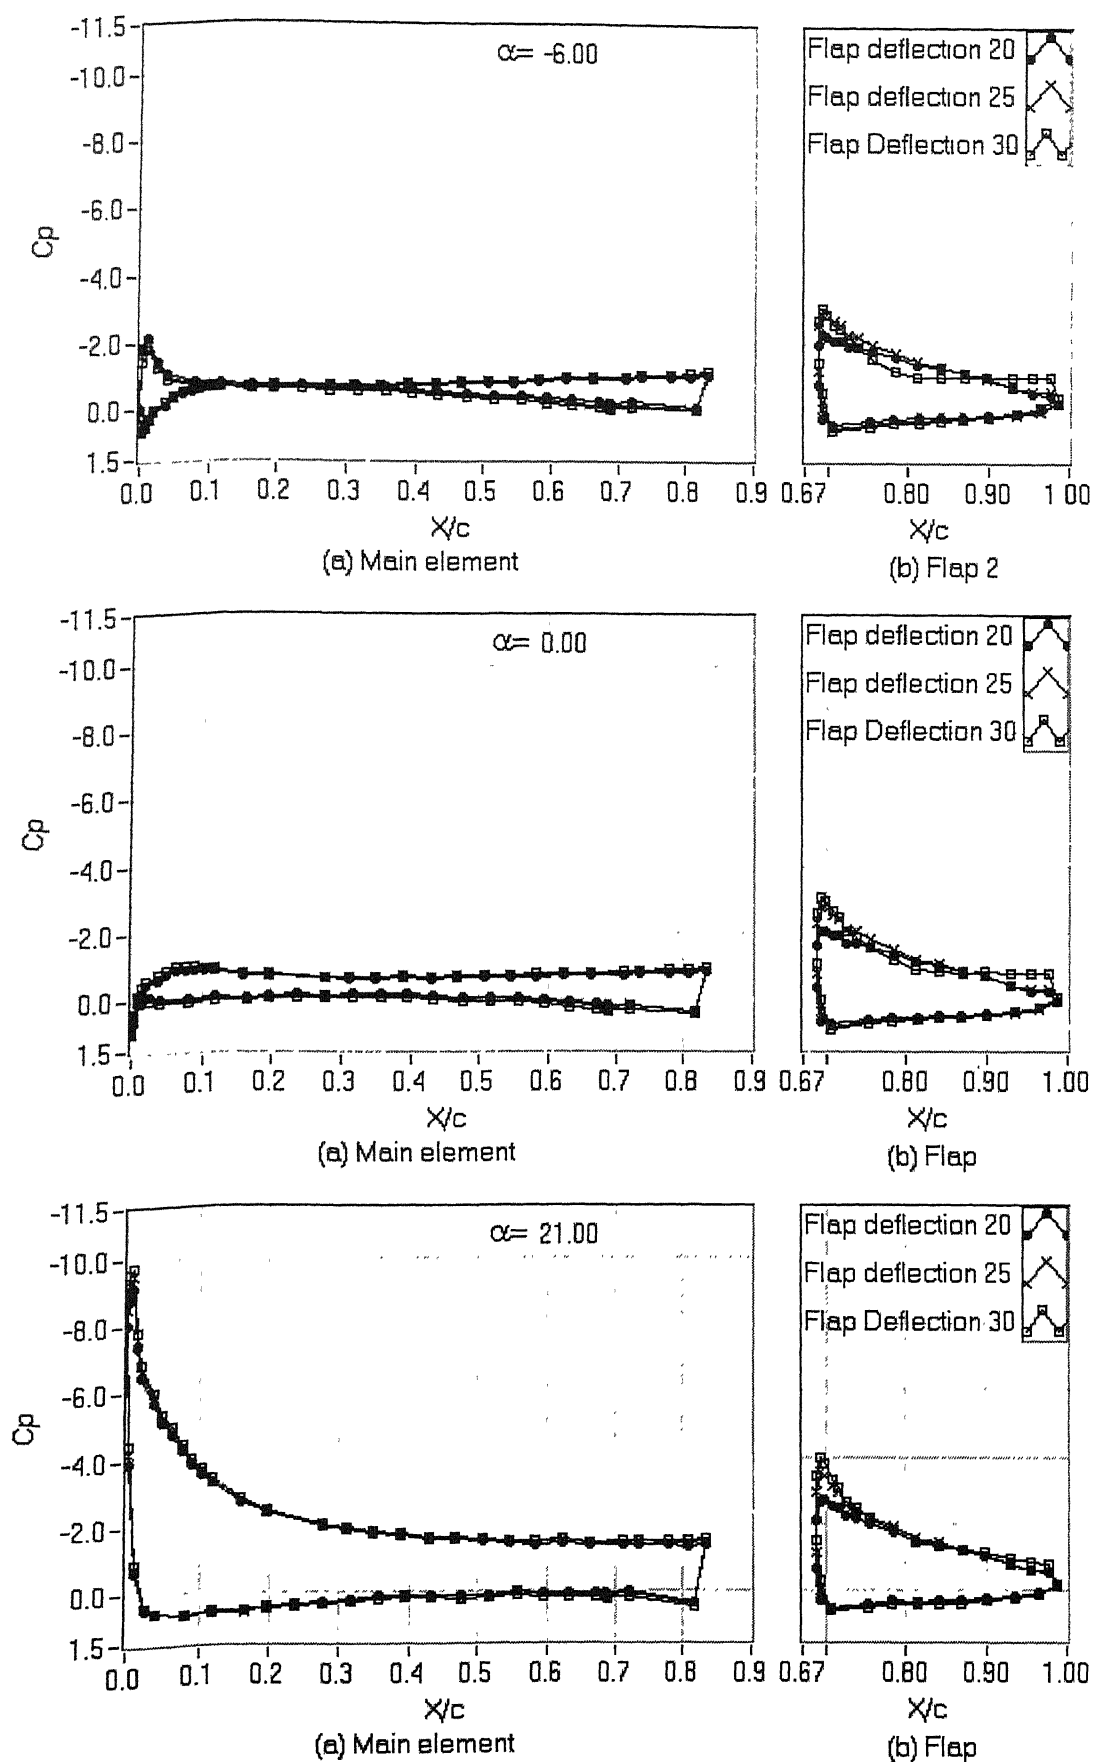 -11.5
-10.0
-8.0
-6.0
-4.0
-2.0
0.0
1.5
Cp
α= -6.00
0.0 0.1 0.2 0.3 0.4 0.5 0.6 0.7 0.8 0.9
X/c
(a) Main element
Flap deflection 20
Flap deflection 25
Flap Deflection 30
0.67 0.80 0.90 1 00
X/c
(b) Flap 2
-11.5
-10.0
-8.0
-6.0
-4.0
-2.0
0.0
1.5
Cp
α= 0.00
0.0 0.1 0.2 0.3 0.4 0.5 0.6 0.7 0.8 0.9
X/c
(a) Main element
Flap deflection 20
Flap deflection 25
Flap Deflection 30
0.67 0.80 0.90 1.00
X/c
(b) Flap
-11.5
-10.0
-8.0
-6.0
-4.0
-2.0
0.0
1.5
Cp
α= 21.00
0.0 0.1 0.2 0.3 0.4 0.5 0.6 0.7 0.8 0.9
X/c
(a) Main element
Flap deflection 20
Flap deflection 25
Flap Deflection 30
0.67 0.80 0.90 1.00
X/c
(b) Flap